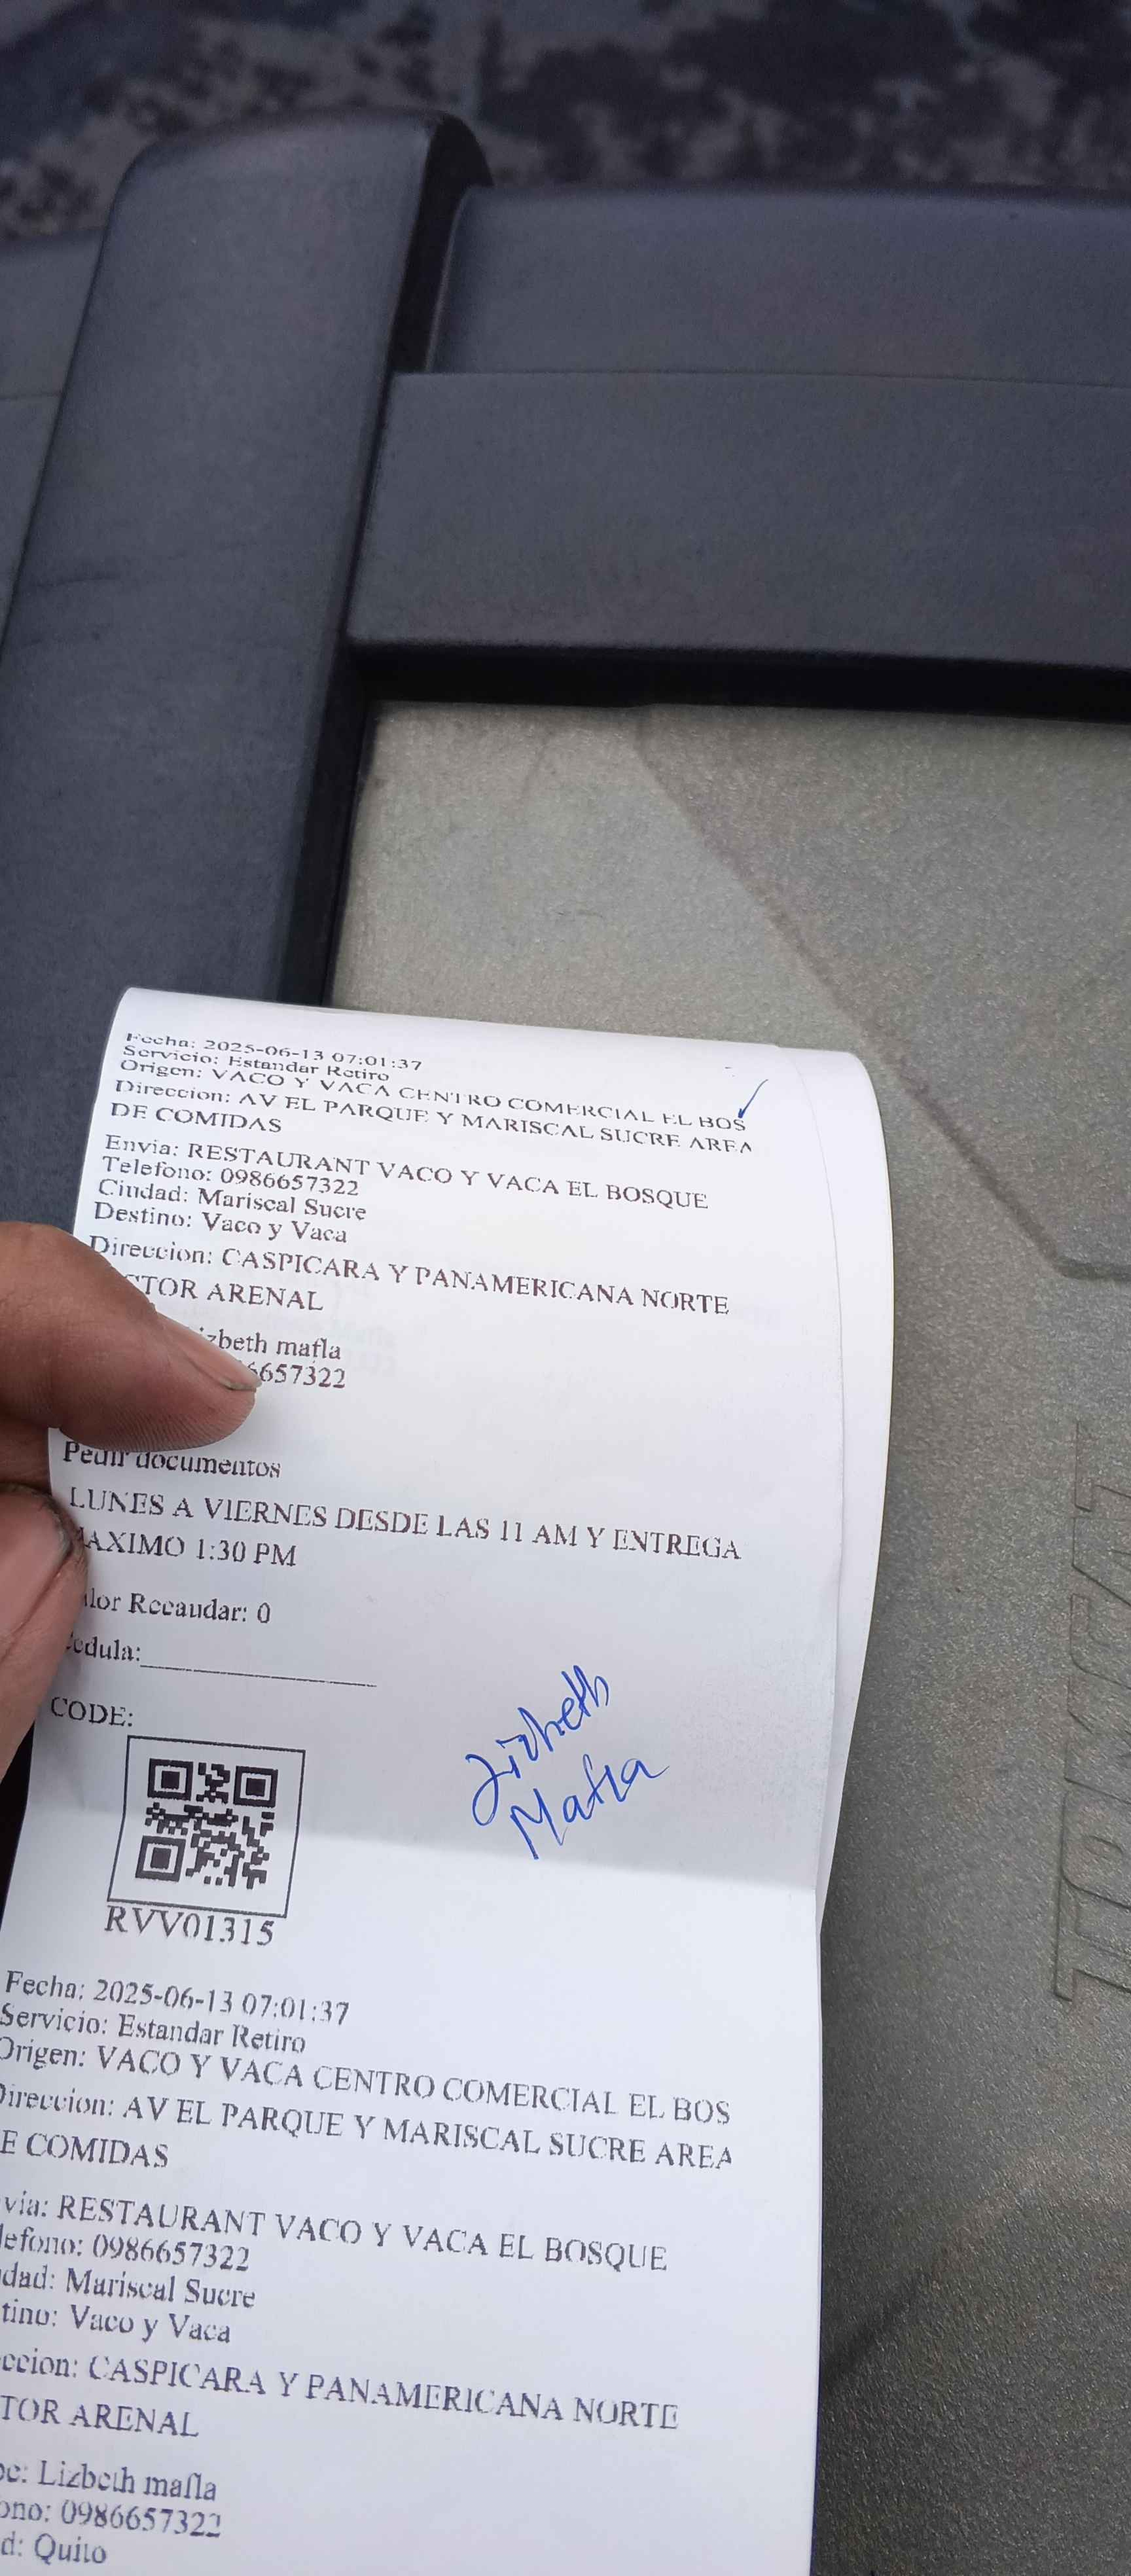 Fecha: 2025-06-13 07:01:37
Servicio: Estandar Retiro
Origen: VACO Y VACA CENTRO COMERCIAL EL BOS
Direccion: AV EL PARQUE Y MARISCAL SUCRE AREA
DE COMIDAS
Envia: RESTAURANT VACO Y VACA EL BOSQUE
Telefono: 0986657322
Ciudad: Mariscal Sucre
Destino: Vaco y Vaca
Direccion: CASPICARA Y PANAMERICANA NORTE
CTOR ARENAL
izbeth mafla
6657322
Pedir documentos
LUNES A VIERNES DESDE LAS 11 AM Y ENTREGA
MAXIMO 1:30 PM
alor Recaudar: 0
Cedula:
CODE:
Lizbeth
Mafla
RVV01315
Fecha: 2025-06-13 07:01:37
Servicio: Estandar Retiro
Origen: VACO Y VACA CENTRO COMERCIAL EL BOS
Direccion: AV EL PARQUE Y MARISCAL SUCRE AREA
E COMIDAS
via: RESTAURANT VACO Y VACA EL BOSQUE
lefono: 0986657322
dad: Mariscal Sucre
tino: Vaco y Vaca
ccion: CASPICARA Y PANAMERICANA NORTE
TOR ARENAL
be: Lizbeth mafla
ono: 0986657322
d: Quito